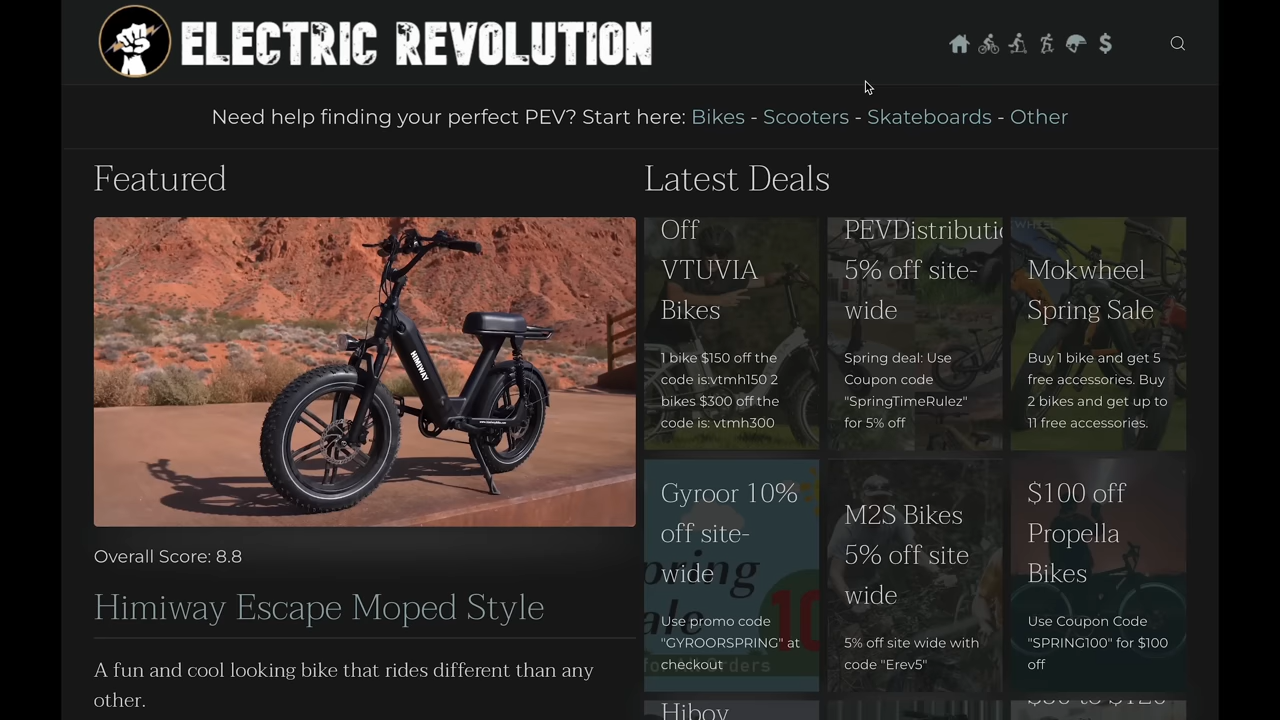 ELECTRIC REVOLUTION
Need help finding your perfect PEV? Start here: Bikes - Scooters - Skateboards - Other
Featured
HIMIWAY
Overall Score: 8.8
Himiway Escape Moped Style
A fun and cool looking bike that rides different than any
other.
Latest Deals
Off
VTUVIA
Bikes
1 bike $150 off the
code is:vtmh150 2
bikes $300 off the
code is: vtmh300
PEVDistributic
5% off site-
wide
Spring deal: Use
Coupon code
"SpringTimeRulez"
for 5% off
Mokwheel
Spring Sale
Buy 1 bike and get 5
free accessories. Buy
2 bikes and get up to
11 free accessories.
Gyroor 10%
off site-
wide
Use promo code
"GYROORSPRING" at
checkout
M2S Bikes
5% off site
wide
5% off site wide with
code "Erev5"
$100 off
Propella
Bikes
Use Coupon Code
"SPRING100" for $100
off
Hiboy
$50 to $120